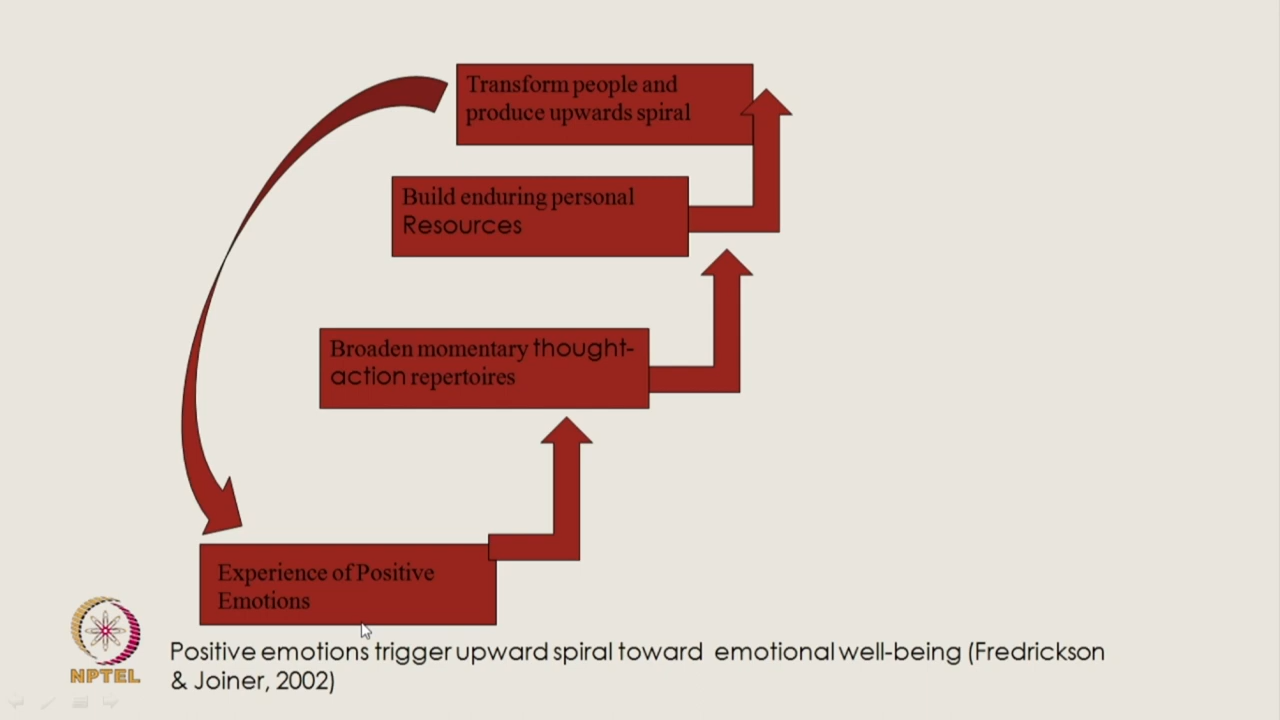 Transform people and
produce upwards spiral
Build enduring personal
Resources
Broaden momentary thought-
action repertoires
Experience of Positive
Emotions
NPTEL
Positive emotions trigger upward spiral toward emotional well-being (Fredrickson
& Joiner, 2002)